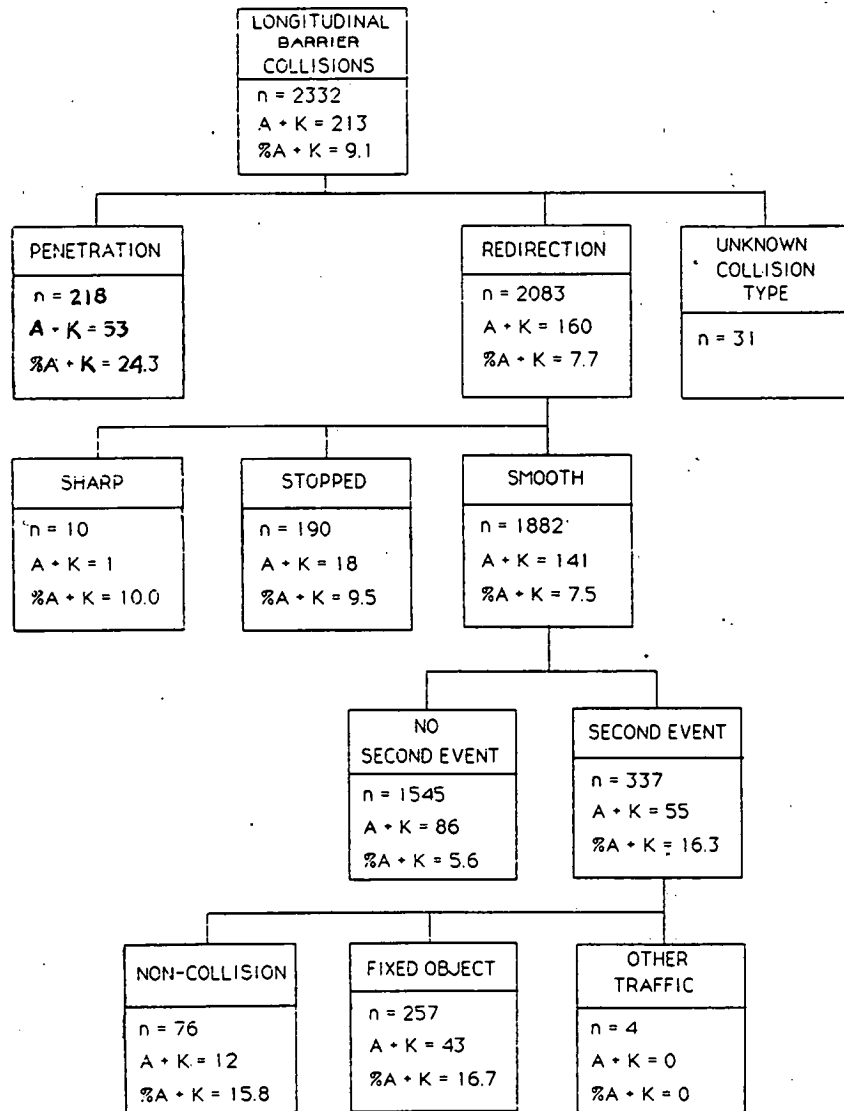 LONGITUDINAL
BARRIER
COLLISIONS
n = 2332
A + K = 213
%A + K = 9.1
PENETRATION
n = 218
A + K = 53
%A + K = 24.3
REDIRECTION
n = 2083
A + K = 160
%A + K = 7.7
UNKNOWN
COLLISION
TYPE
n = 31
SHARP
n = 10
A + K = 1
%A + K = 10.0
STOPPED
n = 190
A + K = 18
%A + K = 9.5
SMOOTH
n = 1882
A + K = 141
%A + K = 7.5
NO
SECOND EVENT
n = 1545
A + K = 86
%A + K = 5.6
SECOND EVENT
n = 337
A + K = 55
%A + K = 16.3
NON-COLLISION
n = 76
A + K = 12
%A + K = 15.8
FIXED OBJECT
n = 257
A + K = 43
%A + K = 16.7
OTHER
TRAFFIC
n = 4
A + K = 0
%A + K = 0